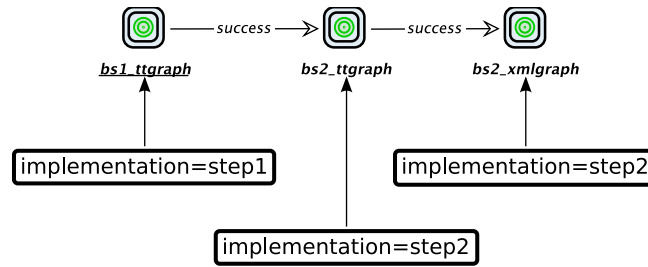 success
success
bs1_ttgraph
bs2_ttgraph
bs2_xmlgraph
implementation=step1
implementation=step2
implementation=step2